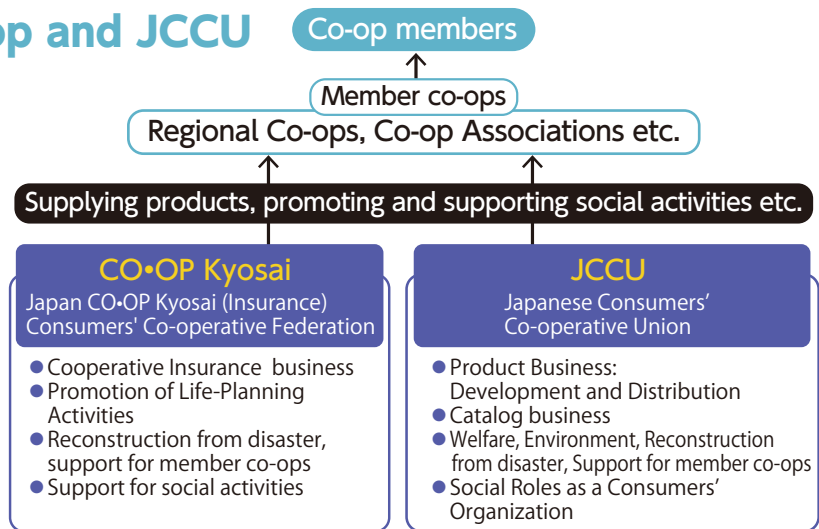 op and JCCU
Co-op members
Member co-ops
Regional Co-ops, Co-op Associations etc.
Supplying products, promoting and supporting social activities etc.
CO•OP Kyosai
Japan CO•OP Kyosai (Insurance)
Consumers' Co-operative Federation
● Cooperative Insurance business
● Promotion of Life-Planning
Activities
● Reconstruction from disaster,
support for member co-ops
● Support for social activities
JCCU
Japanese Consumers’
Co-operative Union
● Product Business:
Development and Distribution
● Catalog business
● Welfare, Environment, Reconstruction
from disaster, Support for member co-ops
● Social Roles as a Consumers’
Organization